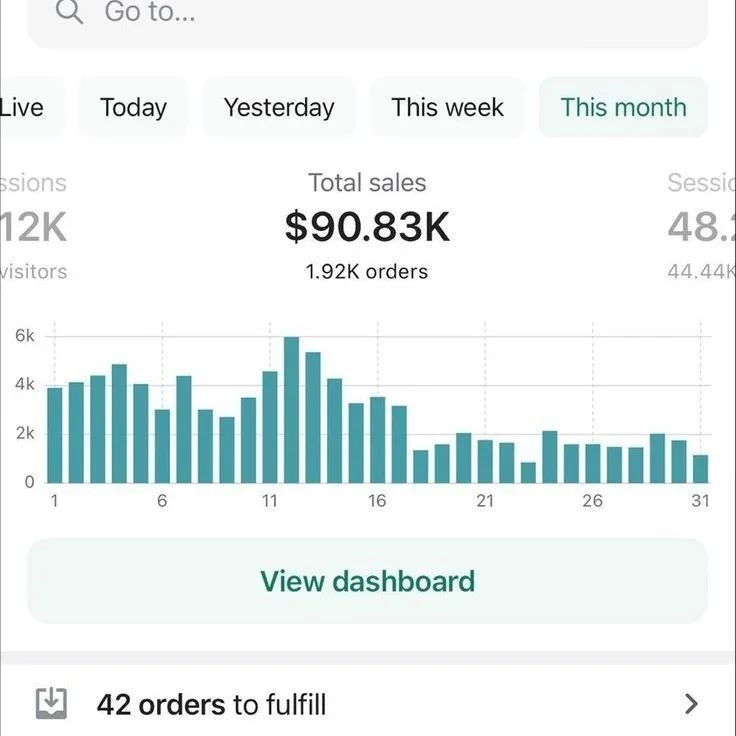 Go to...
Live Today Yesterday This week This month
ssions Total sales Sessio
12K $90.83K 48.2
visitors 1.92K orders 44.44K
6k
4k
2k
0
1 6 11 16 21 26 31
View dashboard
42 orders to fulfill